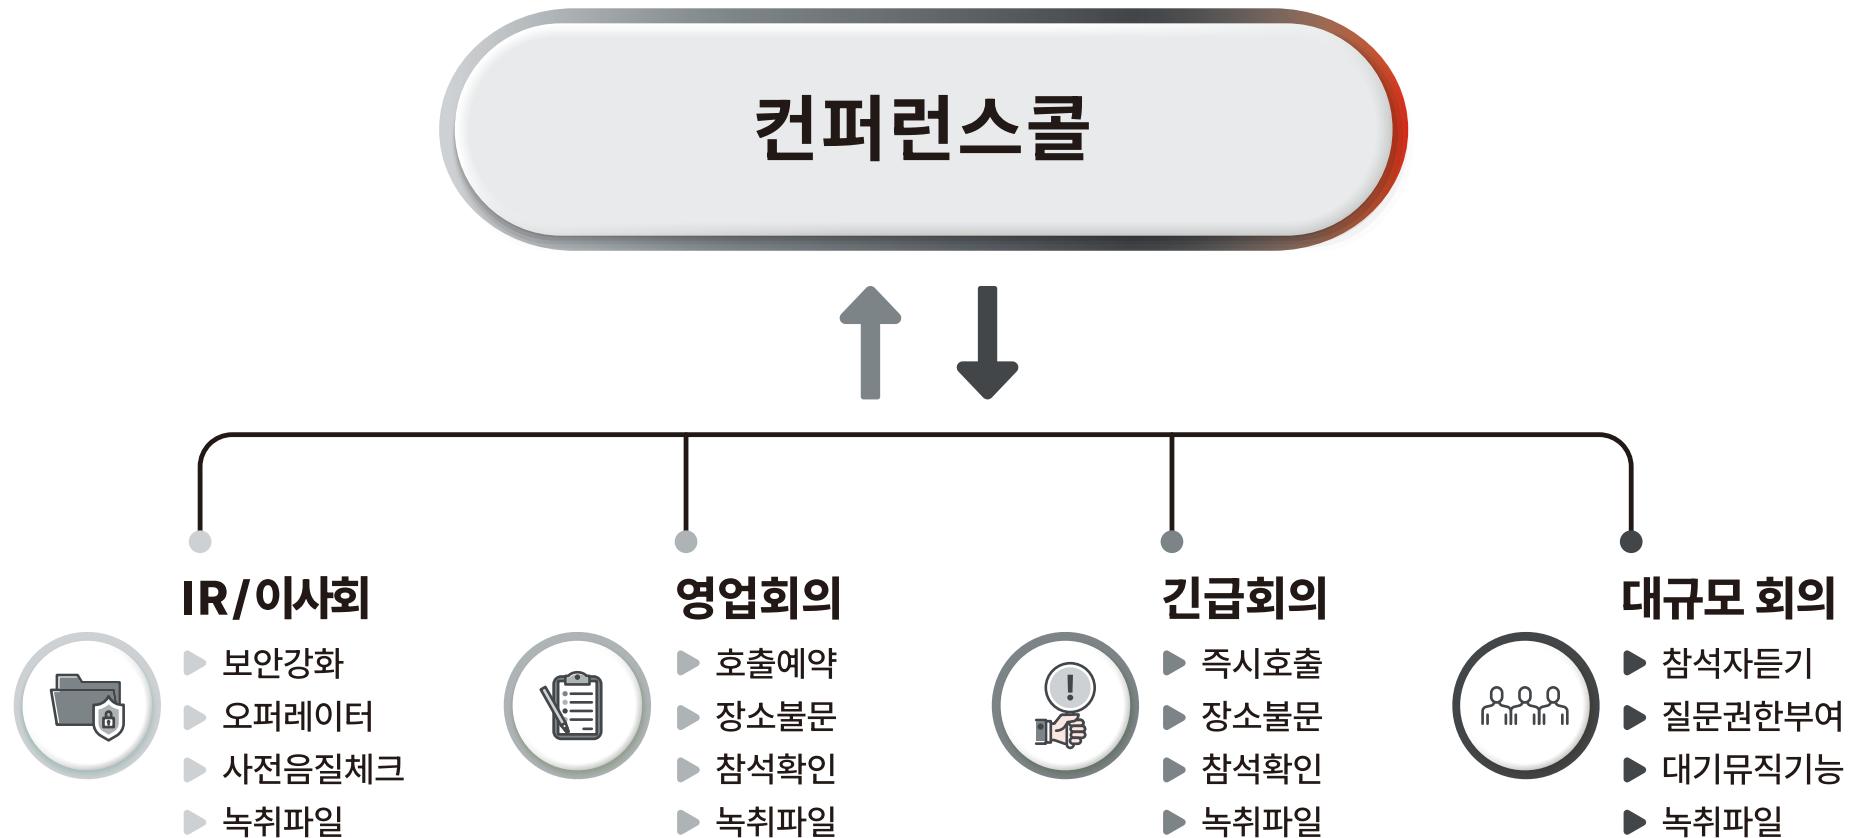 컨퍼런스콜
IR/이사회
보안강화
오퍼레이터
사전음질체크
녹취파일
영업회의
호출예약
장소불문
참석확인
녹취파일
긴급회의
즉시호출
장소불문
참석확인
녹취파일
대규모 회의
참석자듣기
질문권한부여
대기뮤직기능
녹취파일